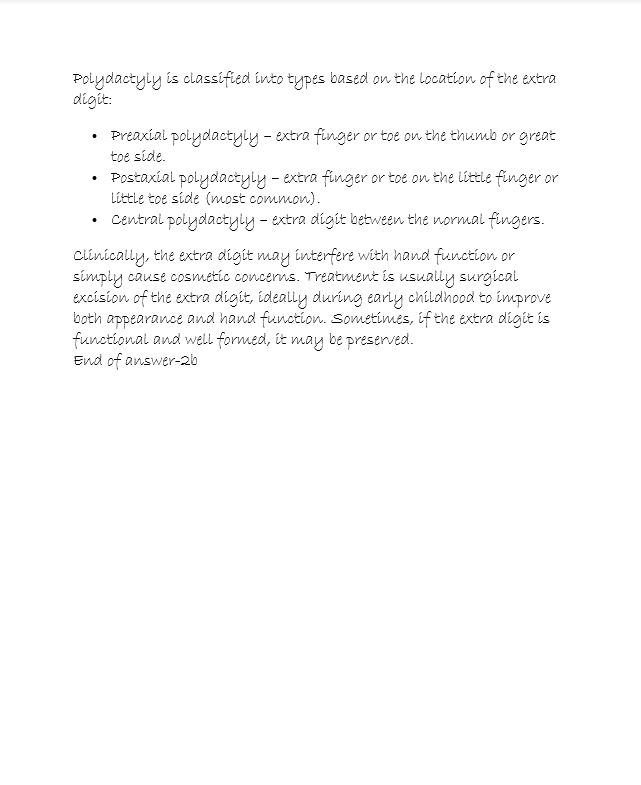 Polydactyly is classified into types based on the location of the extra
digit:
• Preaxial polydactyly – extra finger or toe on the thumb or great
toe side.
• Postaxial polydactyly – extra finger or toe on the little finger or
little toe side (most common).
• Central polydactyly – extra digit between the normal fingers.
Clinically, the extra digit may interfere with hand function or
simply cause cosmetic concerns. Treatment is usually surgical
excision of the extra digit, ideally during early childhood to improve
both appearance and hand function. Sometimes, if the extra digit is
functional and well formed, it may be preserved.
End of answer-2b